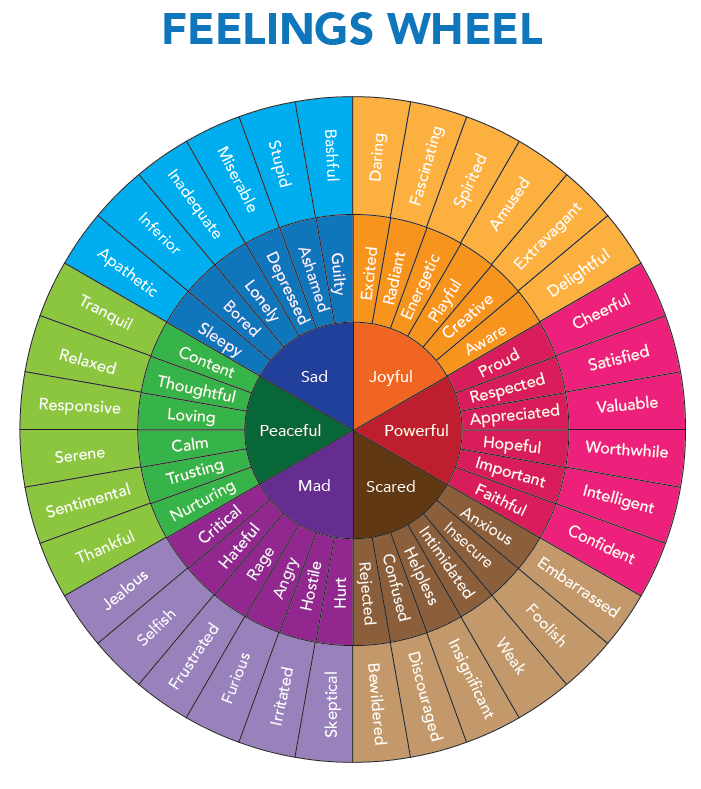 FEELINGS WHEEL
Sad
Joyful
Powerful
Scared
Mad
Peaceful
Excited
Radiant
Energetic
Playful
Creative
Aware
Proud
Respected
Appreciated
Hopeful
Important
Faithful
Anxious
Insecure
Intimidated
Helpless
Confused
Rejected
Hurt
Hostile
Angry
Rage
Hateful
Critical
Nurturing
Trusting
Calm
Loving
Thoughtful
Content
Sleepy
Bored
Lonely
Depressed
Ashamed
Guilty
Daring
Fascinating
Spirited
Amused
Extravagant
Delightful
Cheerful
Satisfied
Valuable
Worthwhile
Intelligent
Confident
Embarrassed
Foolish
Weak
Insignificant
Discouraged
Bewildered
Skeptical
Irritated
Furious
Frustrated
Selfish
Jealous
Thankful
Sentimental
Serene
Responsive
Relaxed
Tranquil
Apathetic
Inferior
Inadequate
Miserable
Stupid
Bashful